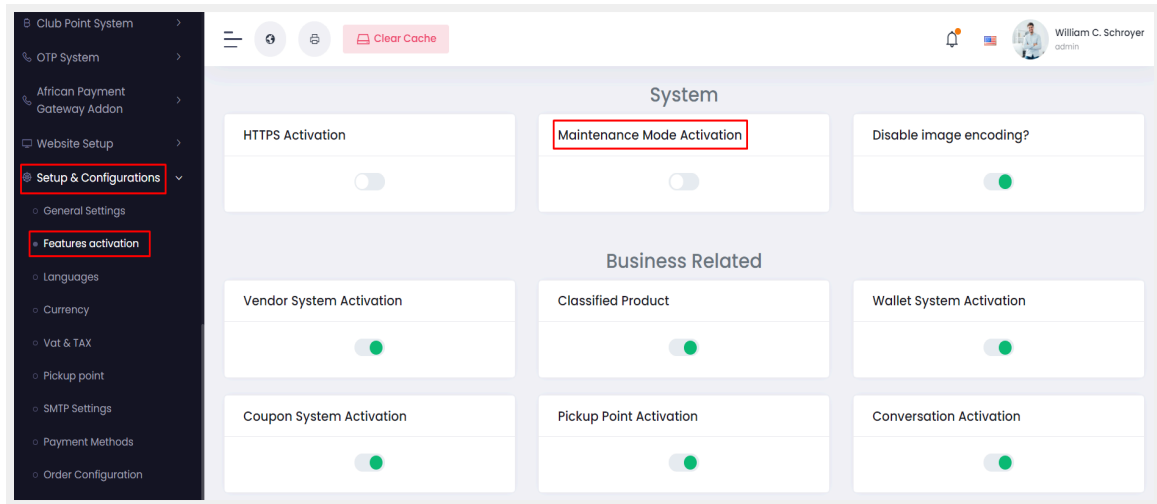 Club Point System
OTP System
African Payment
Gateway Addon
Website Setup
Setup & Configurations
General Settings
Features activation
Languages
Currency
Vat & TAX
Pickup point
SMTP Settings
Payment Methods
Order Configuration
Clear Cache
William C. Schroyer
admin
System
HTTPS Activation
Maintenance Mode Activation
Disable image encoding?
Business Related
Vendor System Activation
Classified Product
Wallet System Activation
Coupon System Activation
Pickup Point Activation
Conversation Activation